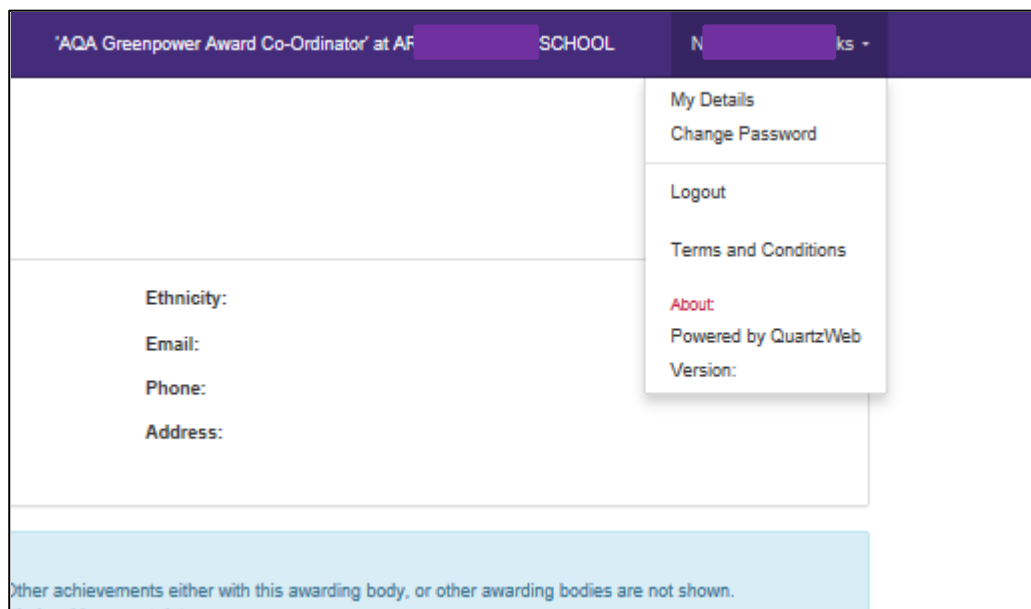 'AQA Greenpower Award Co-Ordinator' at AR SCHOOL
N ks
My Details
Change Password
Logout
Terms and Conditions
About:
Powered by QuartzWeb
Version:
Ethnicity:
Email:
Phone:
Address:
Other achievements either with this awarding body, or other awarding bodies are not shown.